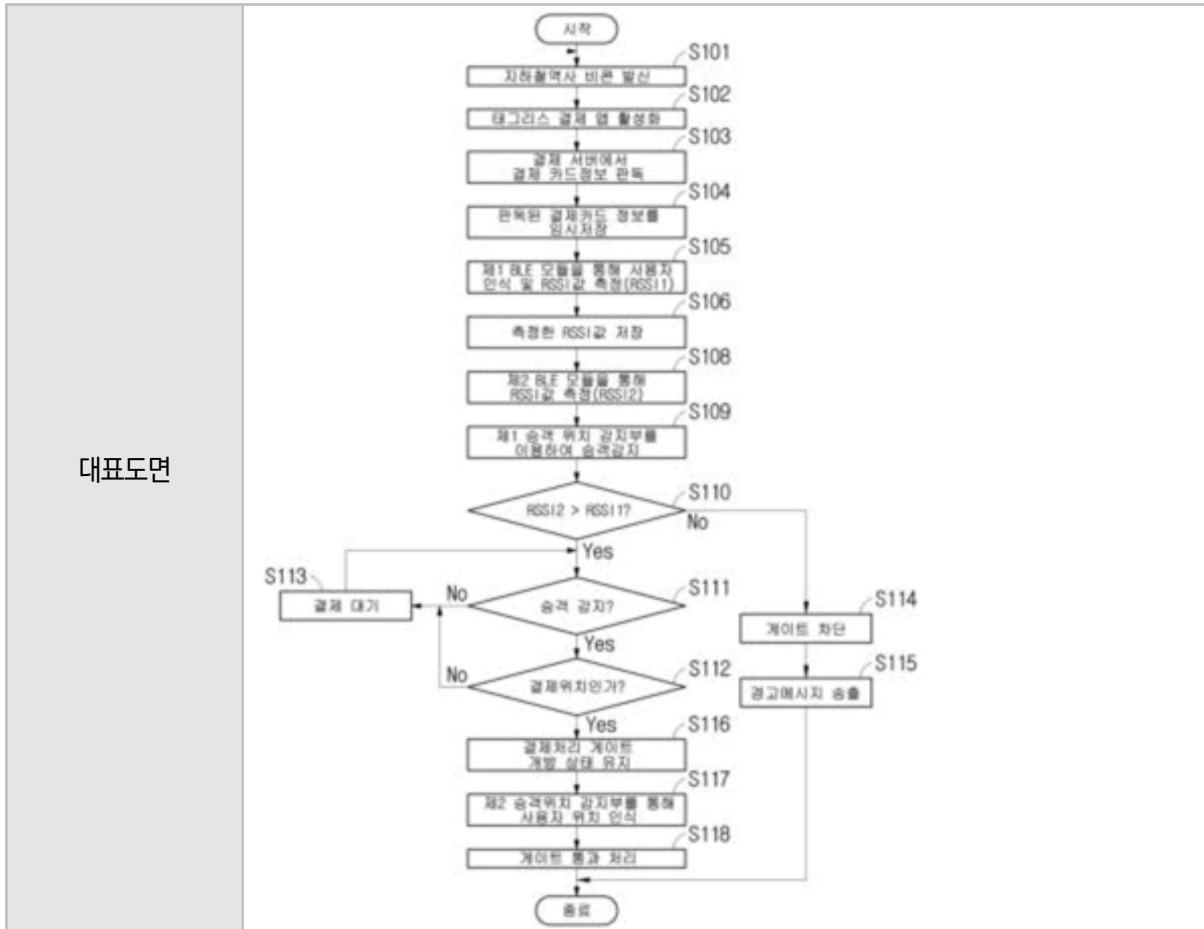 대표도면
시작
S101
지하철역사 비콘 발신
S102
태그리스 결제 앱 활성화
S103
결제 서버에서
결제 카드정보 판독
S104
판독된 결제카드 정보를
임시저장
S105
제1 BLE 모듈을 통해 사용자
인식 및 RSSI값 측정(RSSI1)
S106
측정한 RSSI값 저장
S108
제2 BLE 모듈을 통해
RSSI값 측정(RSSI2)
S109
제1 승객 위치 감지부를
이용하여 승객감지
S110
RSSI2 > RSSI1?
No
Yes
S113
결제 대기
No
S111
승객 감지?
Yes
S114
게이트 차단
No
S112
결제위치인가?
Yes
S115
경고메시지 송출
S116
결제처리 게이트
개방 상태 유지
S117
제2 승객위치 감지부를 통해
사용자 위치 인식
S118
게이트 통과 처리
종료